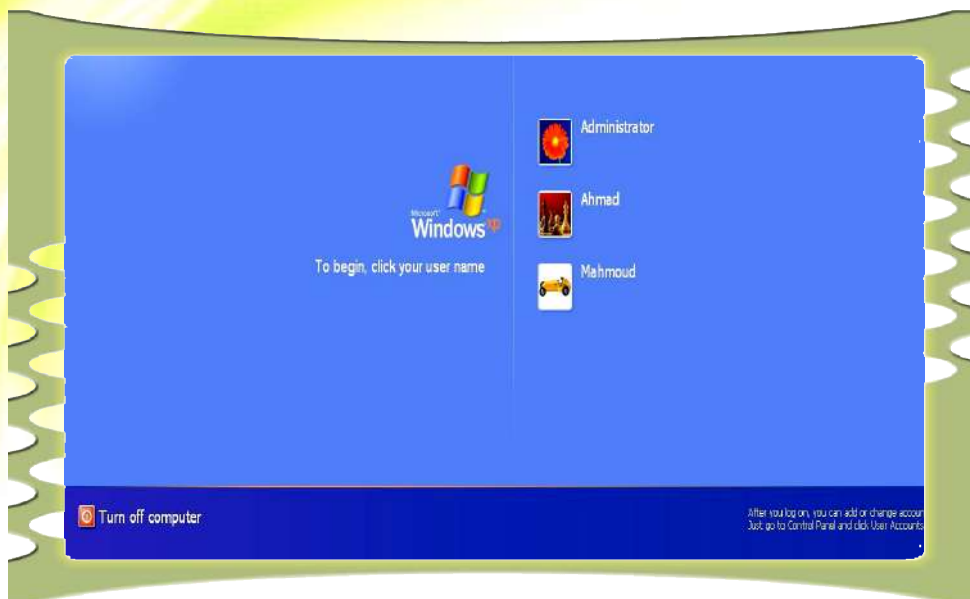 Administrator
Ahmad
Microsoft
Windows xp
To begin, click your user name
Mahmoud
Turn off computer
After you log on, you can add or change accoun
Just go to Control Panel and click User Accounts